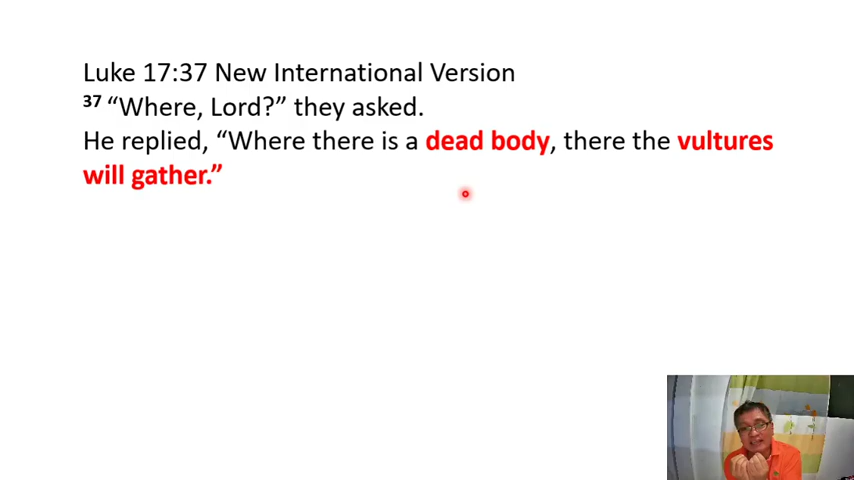 Luke 17:37 New International Version
37 “Where, Lord?” they asked.
He replied, “Where there is a dead body, there the vultures
will gather.”